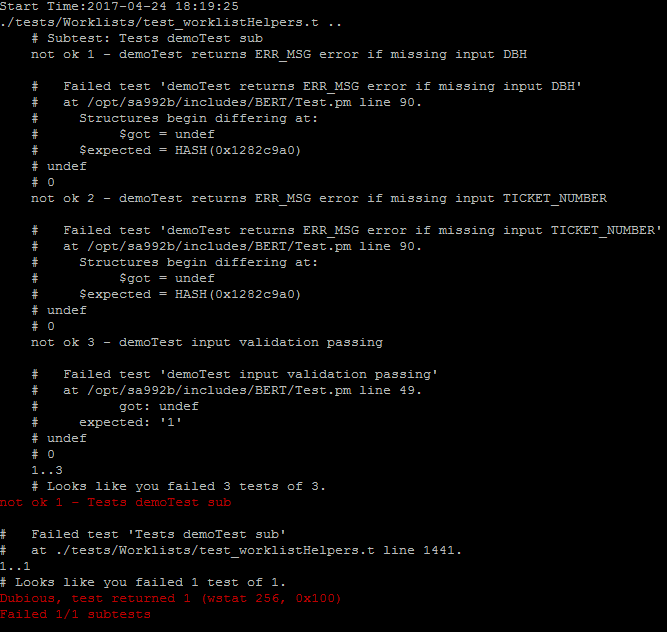 Start Time:2017-04-24 18:19:25
./tests/Worklists/test_worklistHelpers.t ..
# Subtest: Tests demoTest sub
not ok 1 - demoTest returns ERR_MSG error if missing input DBH
#   Failed test 'demoTest returns ERR_MSG error if missing input DBH'
#   at /opt/sa992b/includes/BERT/Test.pm line 90.
#     Structures begin differing at:
#          $got = undef
#     $expected = HASH(0x1282c9a0)
# undef
# 0
not ok 2 - demoTest returns ERR_MSG error if missing input TICKET_NUMBER
#   Failed test 'demoTest returns ERR_MSG error if missing input TICKET_NUMBER'
#   at /opt/sa992b/includes/BERT/Test.pm line 90.
#     Structures begin differing at:
#          $got = undef
#     $expected = HASH(0x1282c9a0)
# undef
# 0
not ok 3 - demoTest input validation passing
#   Failed test 'demoTest input validation passing'
#   at /opt/sa992b/includes/BERT/Test.pm line 49.
#          got: undef
#     expected: '1'
# undef
# 0
1..3
# Looks like you failed 3 tests of 3.
not ok 1 - Tests demoTest sub
#   Failed test 'Tests demoTest sub'
#   at ./tests/Worklists/test_worklistHelpers.t line 1441.
1..1
# Looks like you failed 1 test of 1.
Dubious, test returned 1 (wstat 256, 0x100)
Failed 1/1 subtests